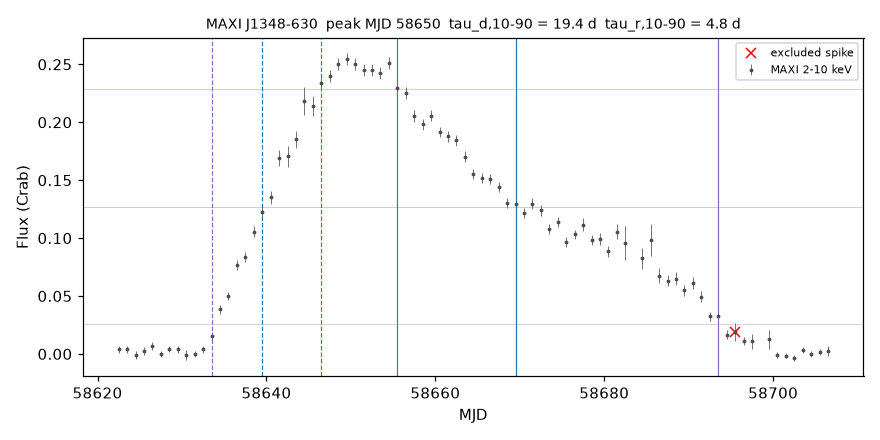 MAXI J1348-630  peak MJD 58650  tau_d,10-90 = 19.4 d  tau_r,10-90 = 4.8 d
excluded spike
MAXI 2-10 keV
Flux (Crab)
0.25
0.20
0.15
0.10
0.05
0.00
58620
58640
58660
58680
58700
MJD